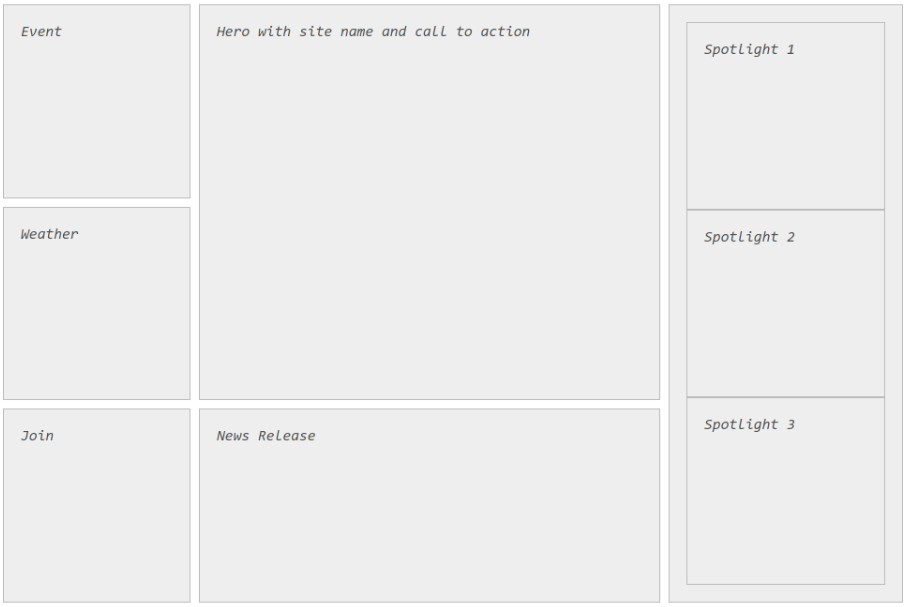 Event
Hero with site name and call to action
Spotlight 1
Weather
Spotlight 2
Join
News Release
Spotlight 3